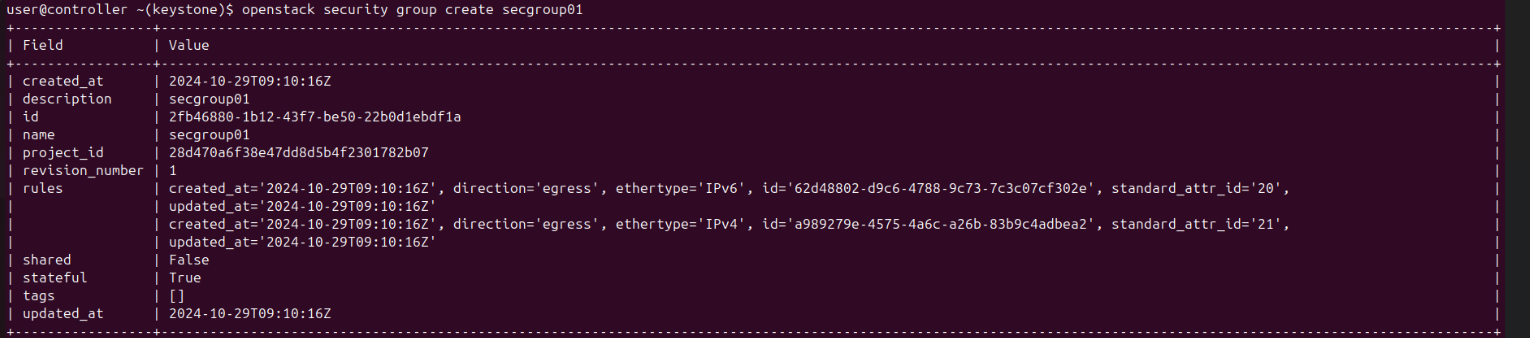 user@controller ~(keystone)$ openstack security group create secgroup01
+-----------------+--------------------------------------------------------------------------------------------------------------------------------------------------------------------+
| Field           | Value                                                                                                                                                              |
+-----------------+--------------------------------------------------------------------------------------------------------------------------------------------------------------------+
| created_at      | 2024-10-29T09:10:16Z                                                                                                                                               |
| description     | secgroup01                                                                                                                                                         |
| id              | 2fb46880-1b12-43f7-be50-22b0d1ebdf1a                                                                                                                               |
| name            | secgroup01                                                                                                                                                         |
| project_id      | 28d470a6f38e47dd8d5b4f2301782b07                                                                                                                                   |
| revision_number | 1                                                                                                                                                                  |
| rules           | created_at='2024-10-29T09:10:16Z', direction='egress', ethertype='IPv6', id='62d48802-d9c6-4788-9c73-7c3c07cf302e', standard_attr_id='20',                         |
|                 | updated_at='2024-10-29T09:10:16Z'                                                                                                                                  |
|                 | created_at='2024-10-29T09:10:16Z', direction='egress', ethertype='IPv4', id='a989279e-4575-4a6c-a26b-83b9c4adbea2', standard_attr_id='21',                         |
|                 | updated_at='2024-10-29T09:10:16Z'                                                                                                                                  |
| shared          | False                                                                                                                                                              |
| stateful        | True                                                                                                                                                               |
| tags            | []                                                                                                                                                                 |
| updated_at      | 2024-10-29T09:10:16Z                                                                                                                                               |
+-----------------+--------------------------------------------------------------------------------------------------------------------------------------------------------------------+